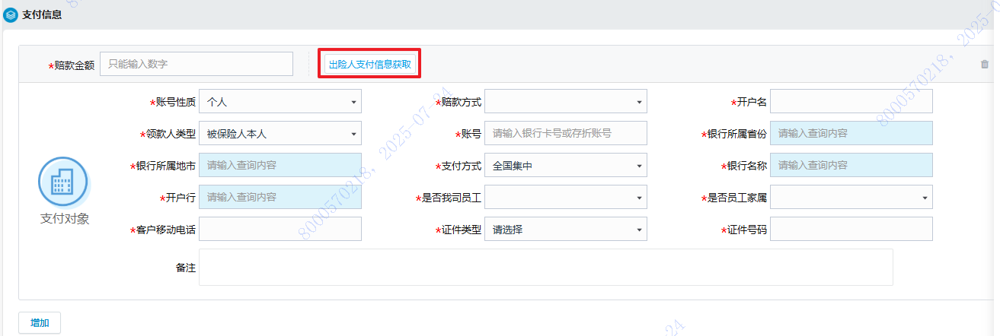 支付信息
*赔款金额 只能输入数字 出险人支付信息获取
*账号性质 个人 *赔款方式 *开户名
*领款人类型 被保险人本人 *账号 请输入银行卡号或存折账号 *银行所属省份 请输入查询内容
*银行所属地市 请输入查询内容 *支付方式 全国集中 *银行名称 请输入查询内容
*开户行 请输入查询内容 *是否我司员工 *是否员工家属
支付对象
*客户移动电话 *证件类型 请选择 *证件号码
备注
增加
8000570218, 2025-07-24
8000570218, 2025-0
80
-24